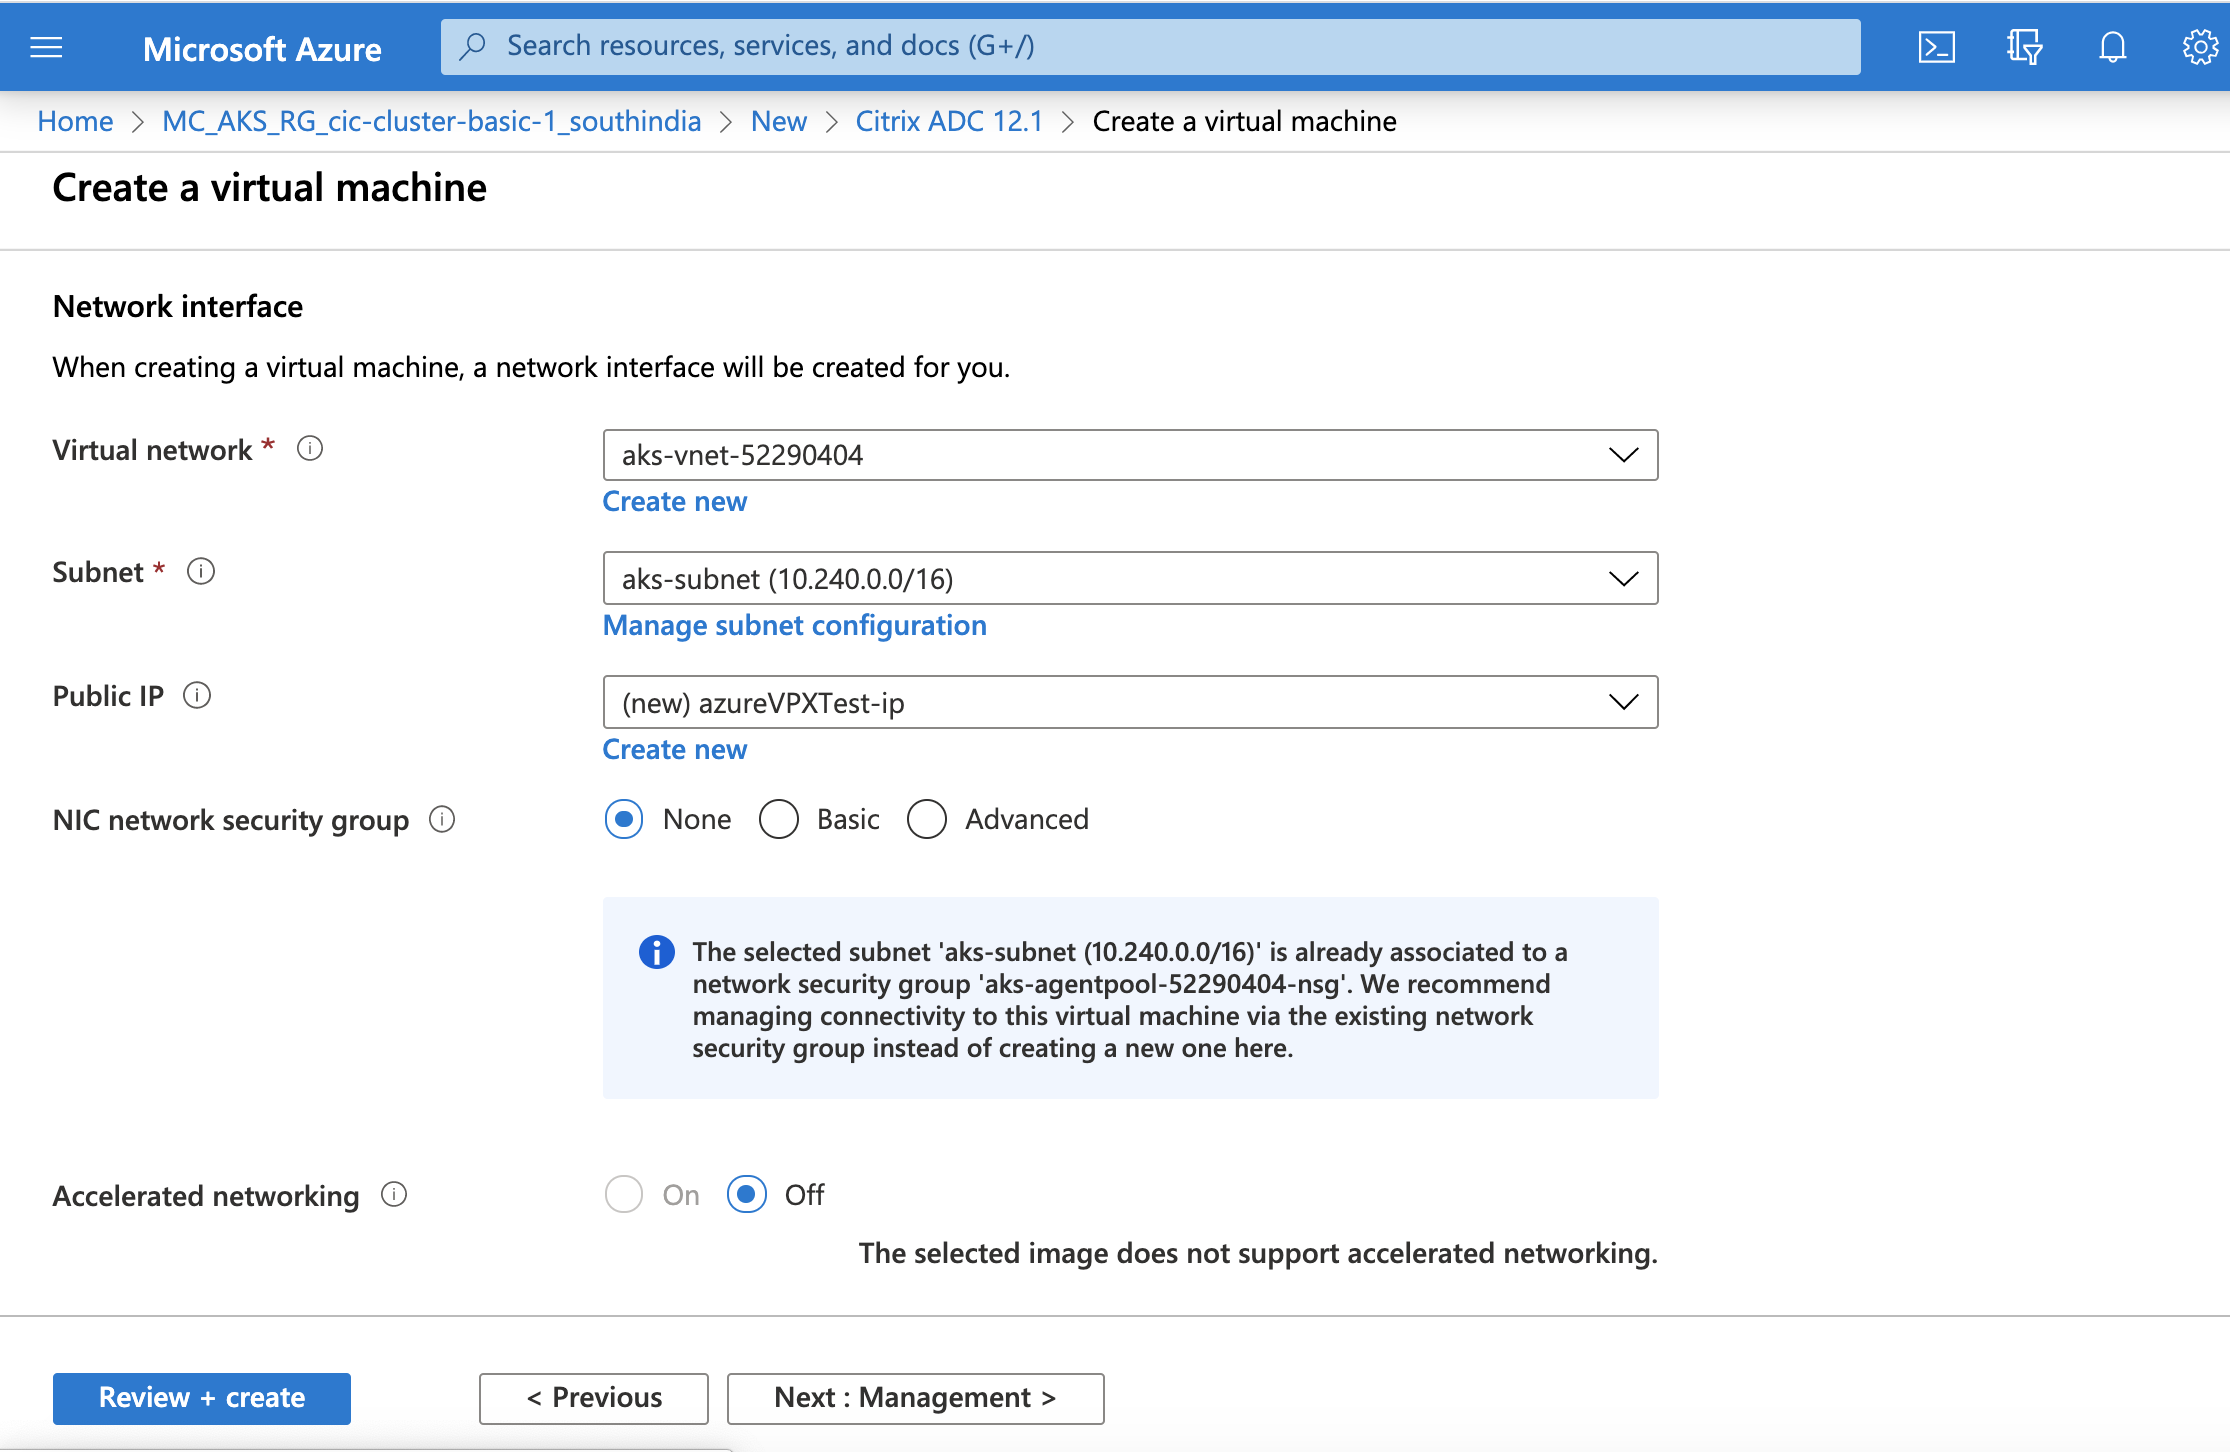 Microsoft Azure
Search resources, services, and docs (G+/)
Home > MC_AKS_RG_cic-cluster-basic-1_southindia > New > Citrix ADC 12.1 > Create a virtual machine
Create a virtual machine
Network interface
When creating a virtual machine, a network interface will be created for you.
Virtual network *
aks-vnet-52290404
Create new
Subnet *
aks-subnet (10.240.0.0/16)
Manage subnet configuration
Public IP
(new) azureVPXTest-ip
Create new
NIC network security group
None Basic Advanced
The selected subnet 'aks-subnet (10.240.0.0/16)' is already associated to a
network security group 'aks-agentpool-52290404-nsg'. We recommend
managing connectivity to this virtual machine via the existing network
security group instead of creating a new one here.
Accelerated networking
On Off
The selected image does not support accelerated networking.
Review + create
< Previous
Next : Management >